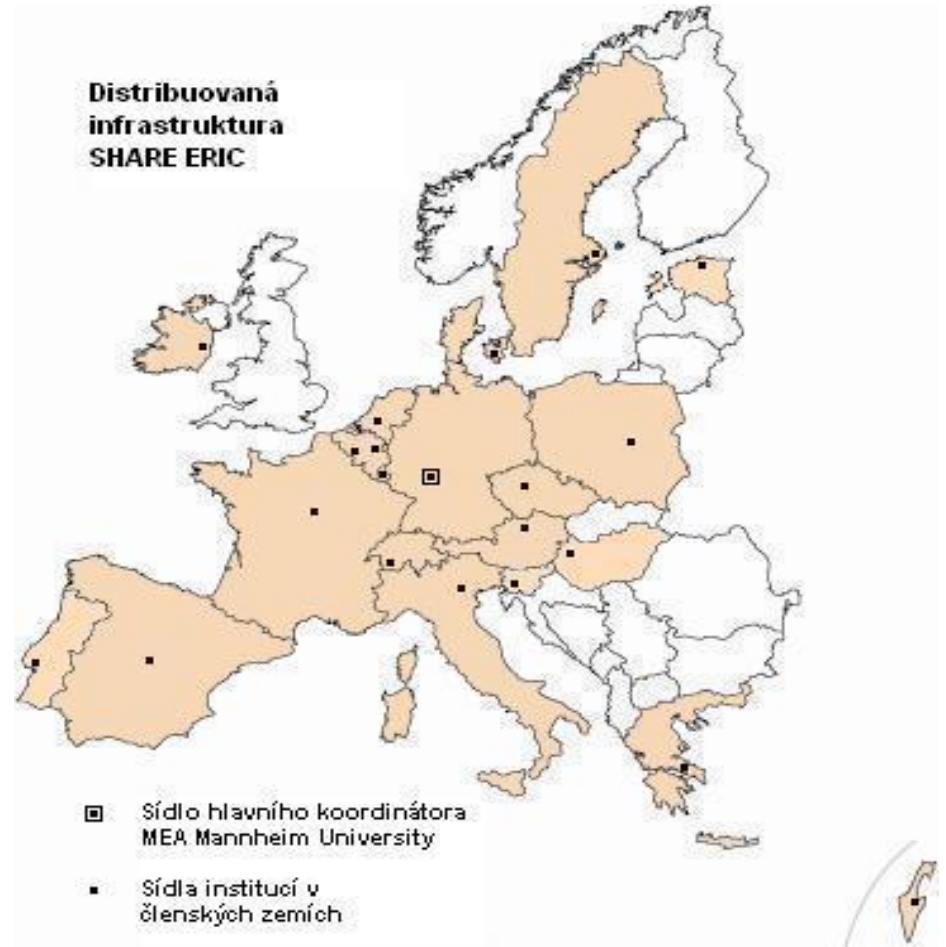 Distribuovaná
infrastruktura
SHARE ERIC
Sídlo hlavního koordinátora
MEA Mannheim University
Sídla institucí v
členských zemích